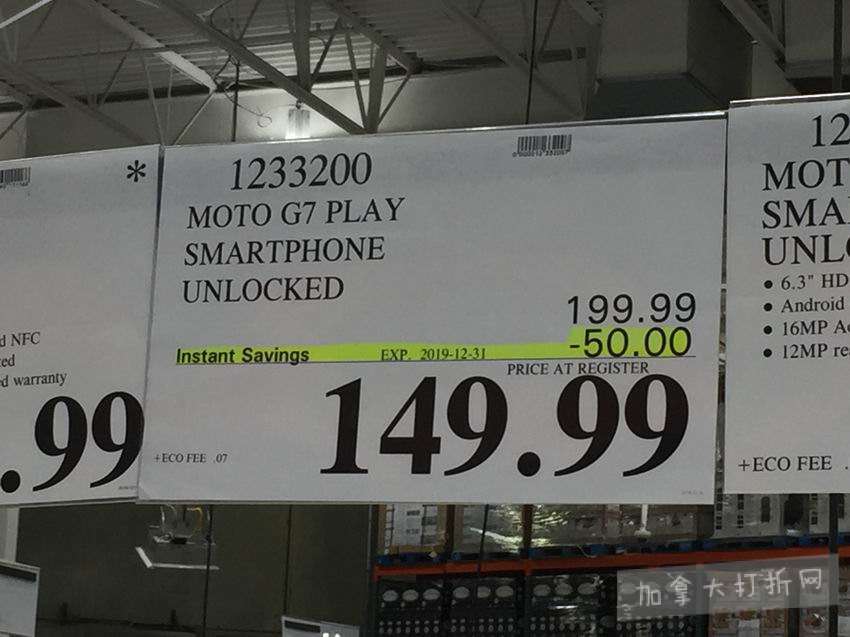 *
d NFC
ted
d warranty
.99
1233200
MOTO G7 PLAY
SMARTPHONE
UNLOCKED
199.99
-50.00
Instant Savings EXP. 2019-12-31
PRICE AT REGISTER
149.99
+ECO FEE .07
12
MOT
SMA
UNLO
• 6.3" HD
• Android
• 16MP Ac
• 12MP re
+ECO FEE .
加拿大打折网